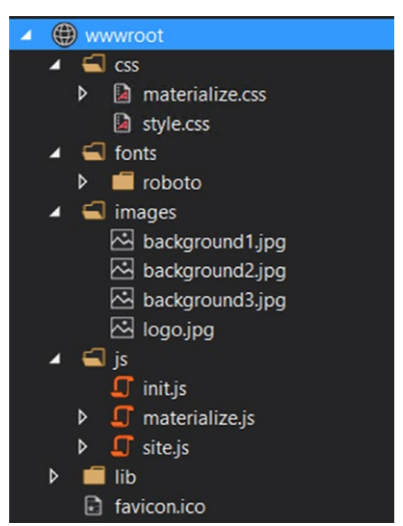 wwwroot
css
materialize.css
style.css
fonts
roboto
images
background1.jpg
background2.jpg
background3.jpg
logo.jpg
js
init.js
materialize.js
site.js
lib
favicon.ico